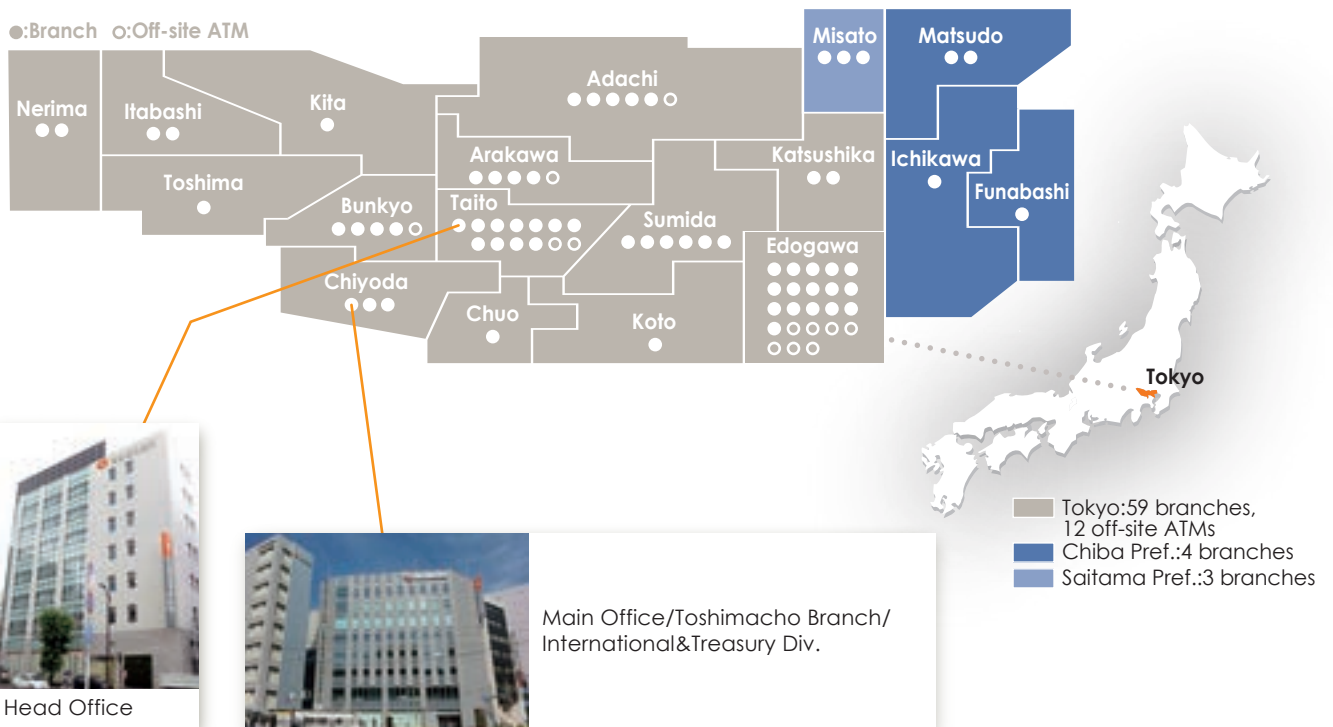 ●:Branch ○:Off-site ATM
Misato
Matsudo
Adachi
Nerima
Itabashi
Kita
Arakawa
Katsushika
Ichikawa
Toshima
Funabashi
Bunkyo
Taito
Sumida
Edogawa
Chiyoda
Chuo
Koto
Tokyo
Tokyo:59 branches,
12 off-site ATMs
Chiba Pref.:4 branches
Saitama Pref.:3 branches
Main Office/Toshimacho Branch/
International&Treasury Div.
Head Office